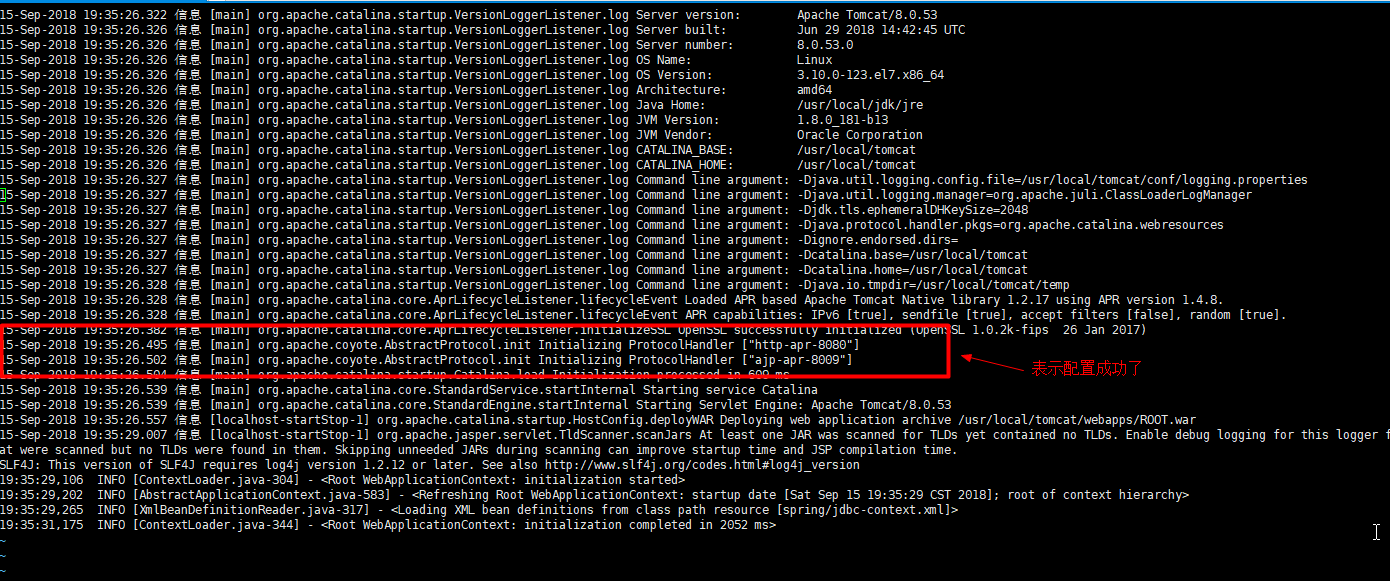 15-Sep-2018 19:35:26.322 信息 [main] org.apache.catalina.startup.VersionLoggerListener.log Server version:        Apache Tomcat/8.0.53
15-Sep-2018 19:35:26.326 信息 [main] org.apache.catalina.startup.VersionLoggerListener.log Server built:          Jun 29 2018 14:42:45 UTC
15-Sep-2018 19:35:26.326 信息 [main] org.apache.catalina.startup.VersionLoggerListener.log Server number:         8.0.53.0
15-Sep-2018 19:35:26.326 信息 [main] org.apache.catalina.startup.VersionLoggerListener.log OS Name:               Linux
15-Sep-2018 19:35:26.326 信息 [main] org.apache.catalina.startup.VersionLoggerListener.log OS Version:            3.10.0-123.el7.x86_64
15-Sep-2018 19:35:26.326 信息 [main] org.apache.catalina.startup.VersionLoggerListener.log Architecture:          amd64
15-Sep-2018 19:35:26.326 信息 [main] org.apache.catalina.startup.VersionLoggerListener.log Java Home:             /usr/local/jdk/jre
15-Sep-2018 19:35:26.326 信息 [main] org.apache.catalina.startup.VersionLoggerListener.log JVM Version:           1.8.0_181-b13
15-Sep-2018 19:35:26.326 信息 [main] org.apache.catalina.startup.VersionLoggerListener.log JVM Vendor:            Oracle Corporation
15-Sep-2018 19:35:26.326 信息 [main] org.apache.catalina.startup.VersionLoggerListener.log CATALINA_BASE:         /usr/local/tomcat
15-Sep-2018 19:35:26.326 信息 [main] org.apache.catalina.startup.VersionLoggerListener.log CATALINA_HOME:         /usr/local/tomcat
15-Sep-2018 19:35:26.327 信息 [main] org.apache.catalina.startup.VersionLoggerListener.log Command line argument: -Djava.util.logging.config.file=/usr/local/tomcat/conf/logging.properties
15-Sep-2018 19:35:26.327 信息 [main] org.apache.catalina.startup.VersionLoggerListener.log Command line argument: -Djava.util.logging.manager=org.apache.juli.ClassLoaderLogManager
15-Sep-2018 19:35:26.327 信息 [main] org.apache.catalina.startup.VersionLoggerListener.log Command line argument: -Djdk.tls.ephemeralDHKeySize=2048
15-Sep-2018 19:35:26.327 信息 [main] org.apache.catalina.startup.VersionLoggerListener.log Command line argument: -Djava.protocol.handler.pkgs=org.apache.catalina.webresources
15-Sep-2018 19:35:26.327 信息 [main] org.apache.catalina.startup.VersionLoggerListener.log Command line argument: -Dignore.endorsed.dirs=
15-Sep-2018 19:35:26.327 信息 [main] org.apache.catalina.startup.VersionLoggerListener.log Command line argument: -Dcatalina.base=/usr/local/tomcat
15-Sep-2018 19:35:26.327 信息 [main] org.apache.catalina.startup.VersionLoggerListener.log Command line argument: -Dcatalina.home=/usr/local/tomcat
15-Sep-2018 19:35:26.328 信息 [main] org.apache.catalina.startup.VersionLoggerListener.log Command line argument: -Djava.io.tmpdir=/usr/local/tomcat/temp
15-Sep-2018 19:35:26.328 信息 [main] org.apache.catalina.core.AprLifecycleListener.lifecycleEvent Loaded APR based Apache Tomcat Native library 1.2.17 using APR version 1.4.8.
15-Sep-2018 19:35:26.328 信息 [main] org.apache.catalina.core.AprLifecycleListener.lifecycleEvent APR capabilities: IPv6 [true], sendfile [true], accept filters [false], random [true].
15-Sep-2018 19:35:26.382 信息 [main] org.apache.catalina.core.AprLifecycleListener.initializeSSL OpenSSL successfully initialized (OpenSSL 1.0.2k-fips  26 Jan 2017)
15-Sep-2018 19:35:26.495 信息 [main] org.apache.coyote.AbstractProtocol.init Initializing ProtocolHandler ["http-apr-8080"]
15-Sep-2018 19:35:26.502 信息 [main] org.apache.coyote.AbstractProtocol.init Initializing ProtocolHandler ["ajp-apr-8009"]
表示配置成功了
15-Sep-2018 19:35:26.504 信息 [main] org.apache.catalina.startup.Catalina.load Initialization processed in 609 ms
15-Sep-2018 19:35:26.539 信息 [main] org.apache.catalina.core.StandardService.startInternal Starting service Catalina
15-Sep-2018 19:35:26.539 信息 [main] org.apache.catalina.core.StandardEngine.startInternal Starting Servlet Engine: Apache Tomcat/8.0.53
15-Sep-2018 19:35:26.557 信息 [localhost-startStop-1] org.apache.catalina.startup.HostConfig.deployWAR Deploying web application archive /usr/local/tomcat/webapps/ROOT.war
15-Sep-2018 19:35:29.007 信息 [localhost-startStop-1] org.apache.jasper.servlet.TldScanner.scanJars At least one JAR was scanned for TLDs yet contained no TLDs. Enable debug logging for this logger f
at were scanned but no TLDs were found in them. Skipping unneeded JARs during scanning can improve startup time and JSP compilation time.
SLF4J: This version of SLF4J requires log4j version 1.2.12 or later. See also http://www.slf4j.org/codes.html#log4j_version
19:35:29,106  INFO [ContextLoader.java-304] - <Root WebApplicationContext: initialization started>
19:35:29,202  INFO [AbstractApplicationContext.java-583] - <Refreshing Root WebApplicationContext: startup date [Sat Sep 15 19:35:29 CST 2018]; root of context hierarchy>
19:35:29,265  INFO [XmlBeanDefinitionReader.java-317] - <Loading XML bean definitions from class path resource [spring/jdbc-context.xml]>
19:35:31,175  INFO [ContextLoader.java-344] - <Root WebApplicationContext: initialization completed in 2052 ms>
~
~
~